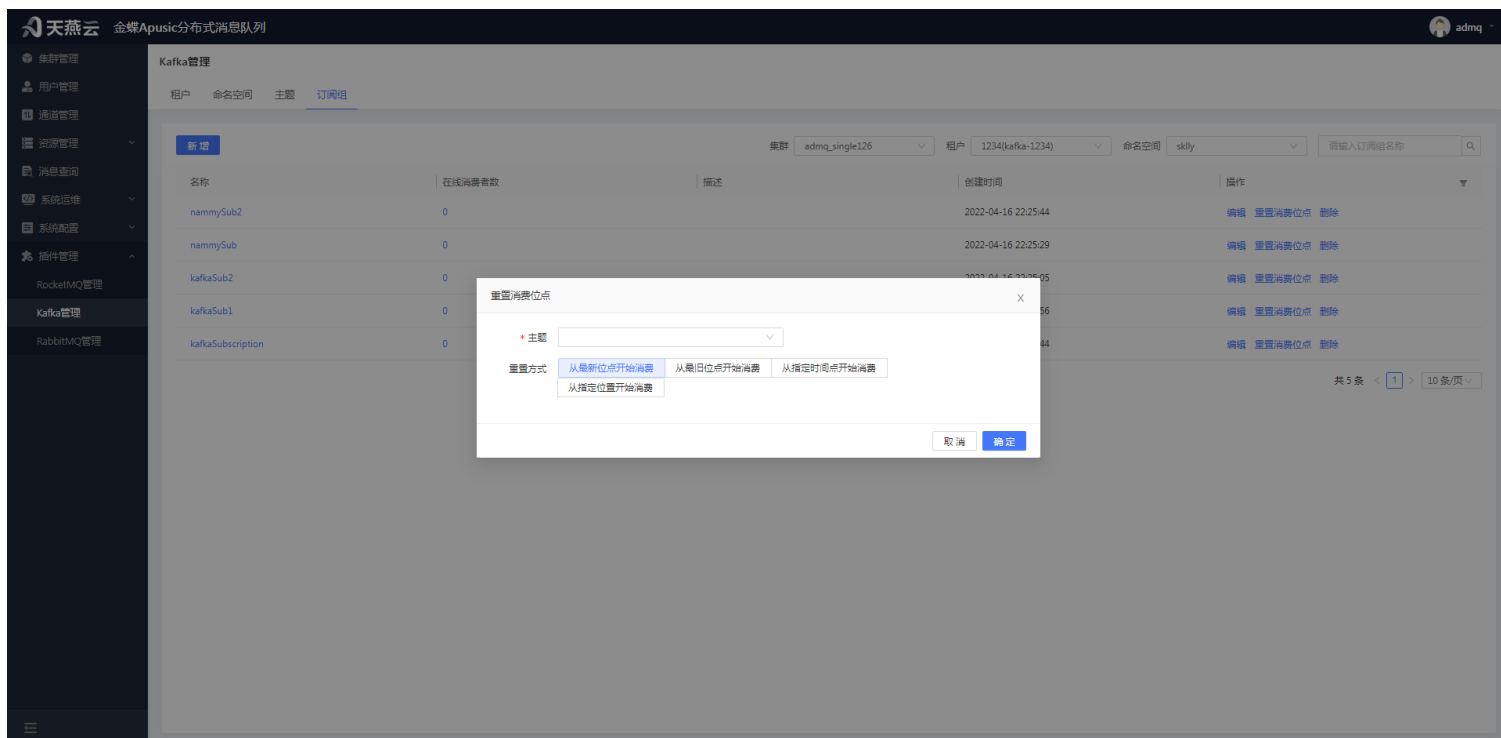 天燕云 金蝶Apusic分布式消息队列 admq
集群管理
用户管理
通道管理
资源管理
消息查询
系统运维
系统配置
插件管理
RocketMQ管理
Kafka管理
RabbitMQ管理
Kafka管理
租户 命名空间 主题 订阅组
新增 集群 admq_single126 租户 1234(kafka-1234) 命名空间 sklly 请输入订阅组名称
名称 在线消费者数 描述 创建时间 操作
nammySub2 0 2022-04-16 22:25:44 编辑 重置消费位点 删除
nammySub 0 2022-04-16 22:25:29 编辑 重置消费位点 删除
kafkaSub2 0 2022-04-16 22:25:05 编辑 重置消费位点 删除
kafkaSub1 0 56 编辑 重置消费位点 删除
kafkaSubscription 0 44 编辑 重置消费位点 删除
共 5 条 < 1 > 10 条/页
重置消费位点 X
* 主题
重置方式 从最新位点开始消费 从最旧位点开始消费 从指定时间点开始消费
从指定位置开始消费
取消 确定